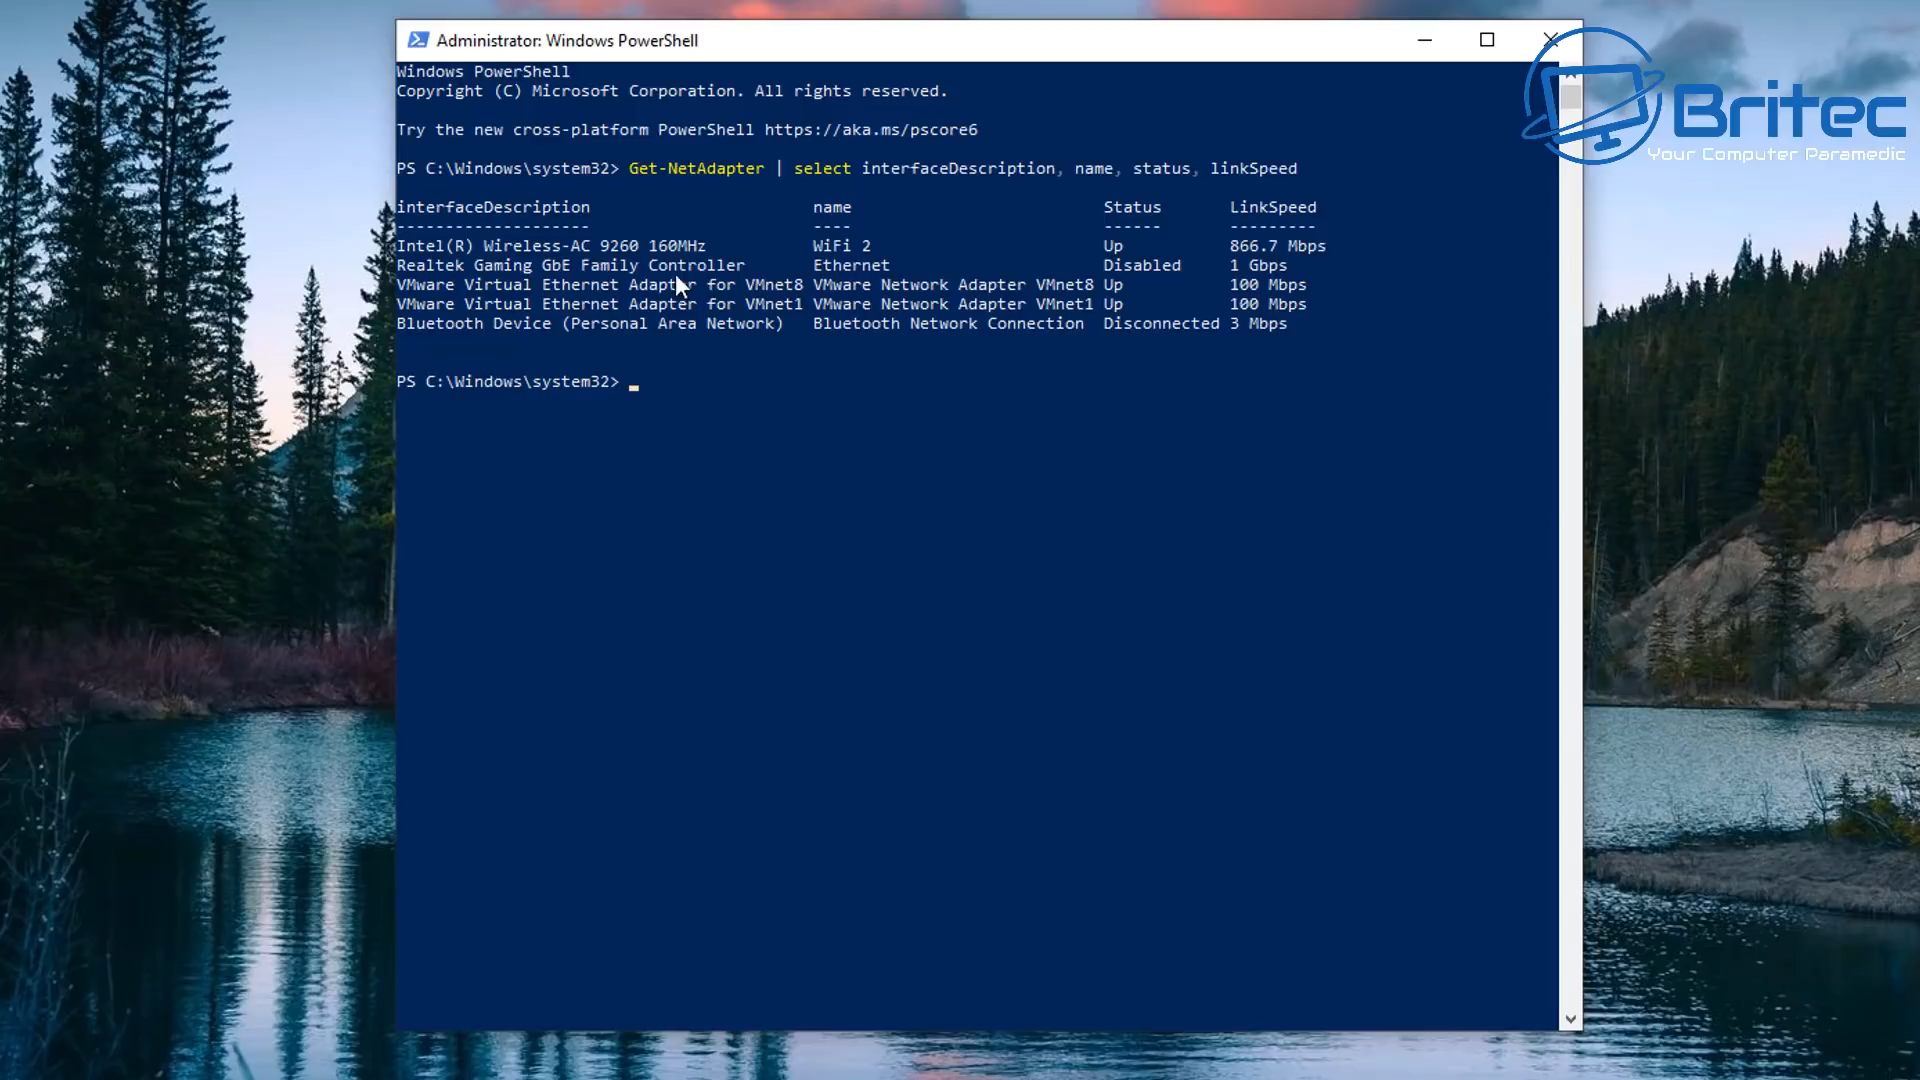 Administrator: Windows PowerShell
Windows PowerShell
Copyright (C) Microsoft Corporation. All rights reserved.
Try the new cross-platform PowerShell https://aka.ms/pscore6
PS C:\Windows\system32> Get-NetAdapter | select interfaceDescription, name, status, linkSpeed
interfaceDescription name Status LinkSpeed
-------------------- ---- ------ ---------
Intel(R) Wireless-AC 9260 160MHz WiFi 2 Up 866.7 Mbps
Realtek Gaming GbE Family Controller Ethernet Disabled 1 Gbps
VMware Virtual Ethernet Adapter for VMnet8 VMware Network Adapter VMnet8 Up 100 Mbps
VMware Virtual Ethernet Adapter for VMnet1 VMware Network Adapter VMnet1 Up 100 Mbps
Bluetooth Device (Personal Area Network) Bluetooth Network Connection Disconnected 3 Mbps
PS C:\Windows\system32>
Britec
Your Computer Paramedic